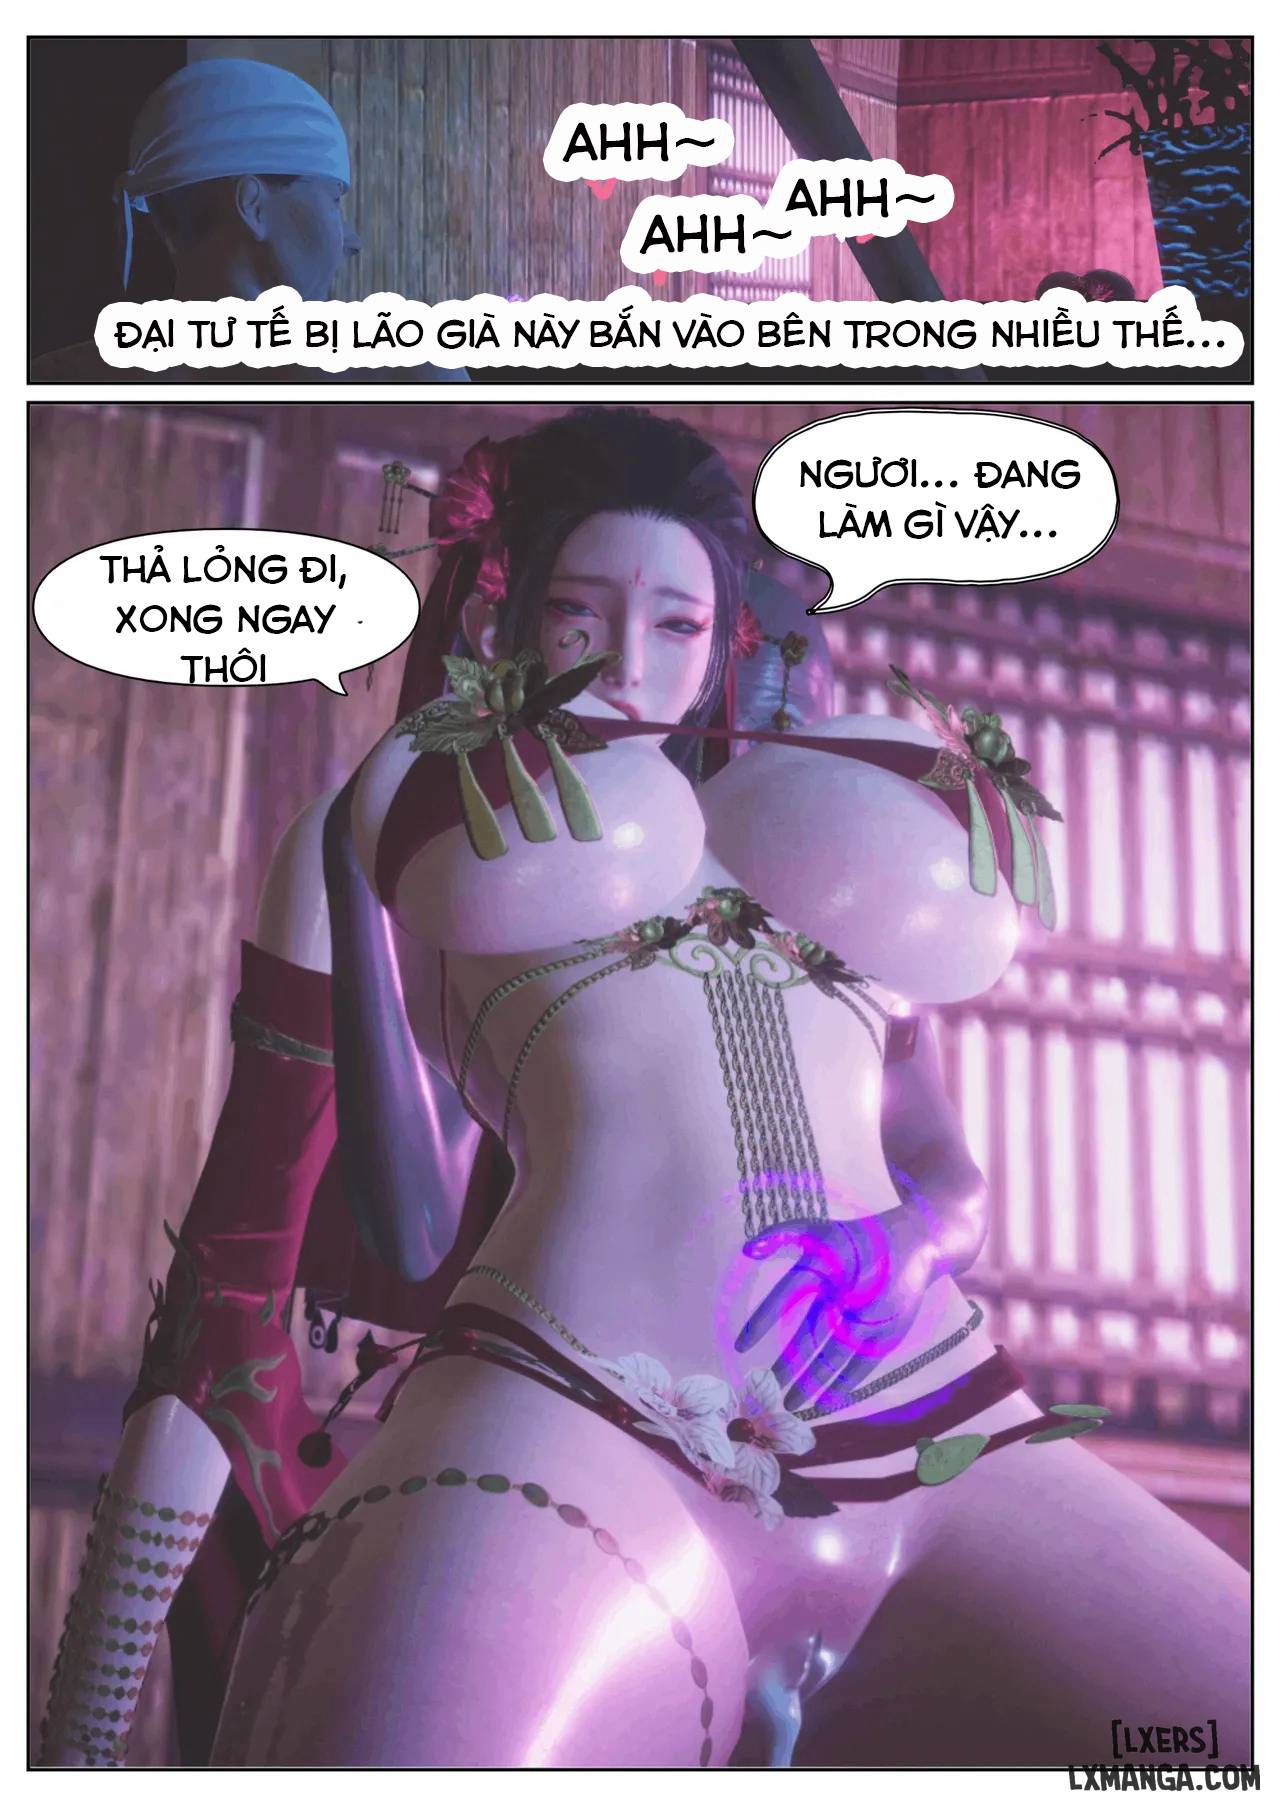 AHH~
AHH~
AHH~
ĐẠI TƯ TẾ BỊ LÃO GIÀ NÀY BẮN VÀO BÊN TRONG NHIỀU THẾ...
NGƯƠI... ĐANG
LÀM GÌ VẬY...
THẢ LỎNG ĐI,
XONG NGAY
THÔI
[LXERS]
LXMANGA.COM